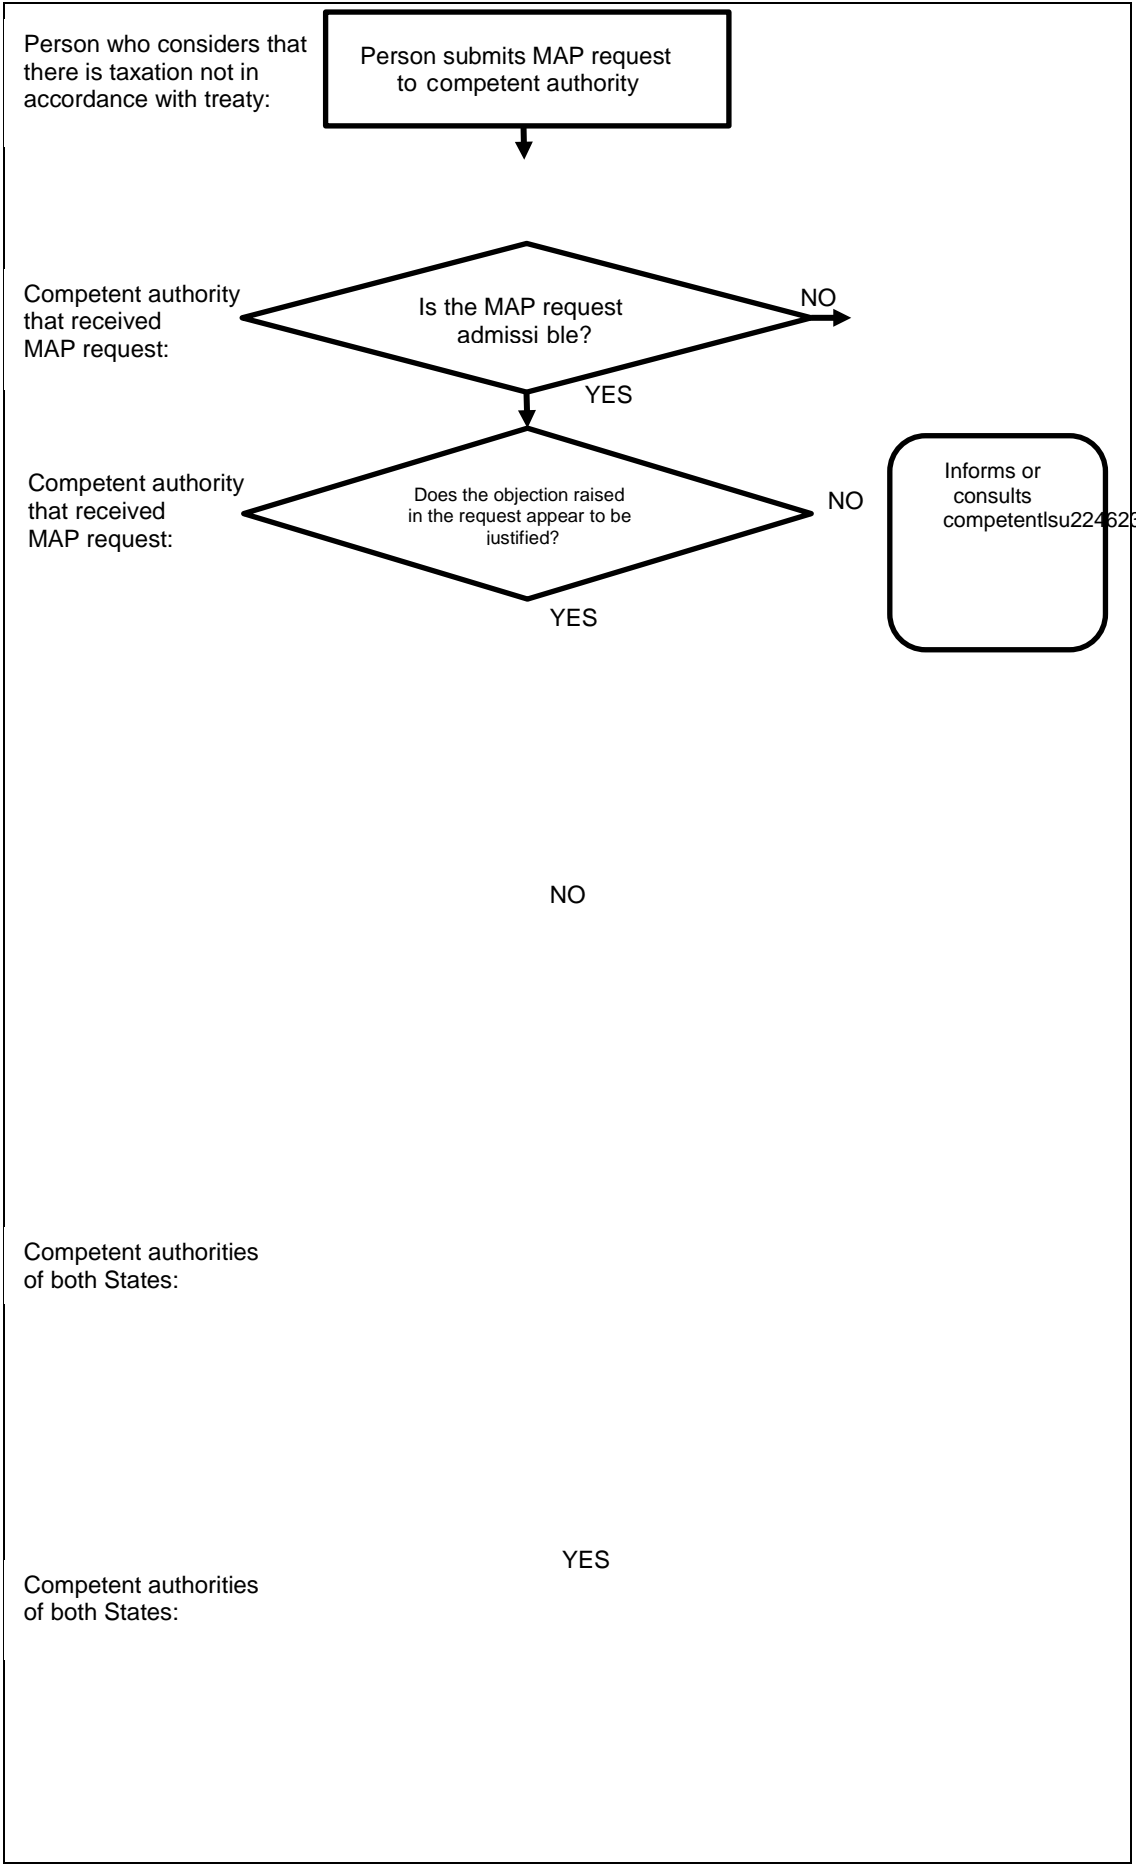 Person who considers that
there is taxation not in
accordance with treaty:
Person submits MAP request
to competent authority
Competent authority
that received
MAP request:
Is the MAP request
admissi ble?
NO
YES
Competent authority
that received
MAP request:
Does the objection raised
in the request appear to be
iustified?
NO
Informs or
consults
competentlsu224623
YES
NO
Competent authorities
of both States:
YES
Competent authorities
of both States: